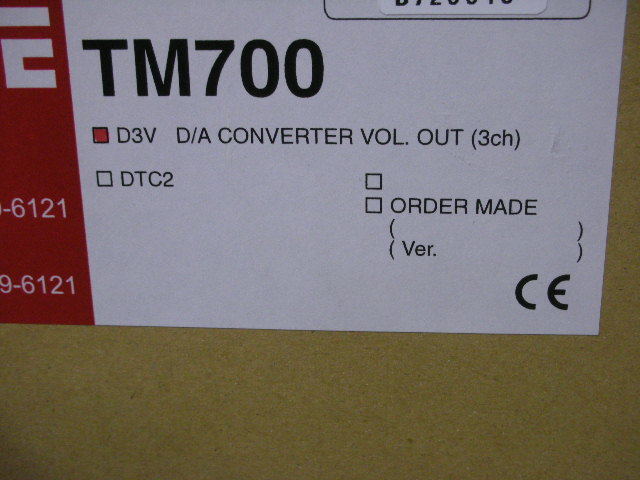 TM700
D3V D/A CONVERTER VOL. OUT (3ch)
DTC2
ORDER MADE
( )
( Ver. )
-6121
9-6121
CE